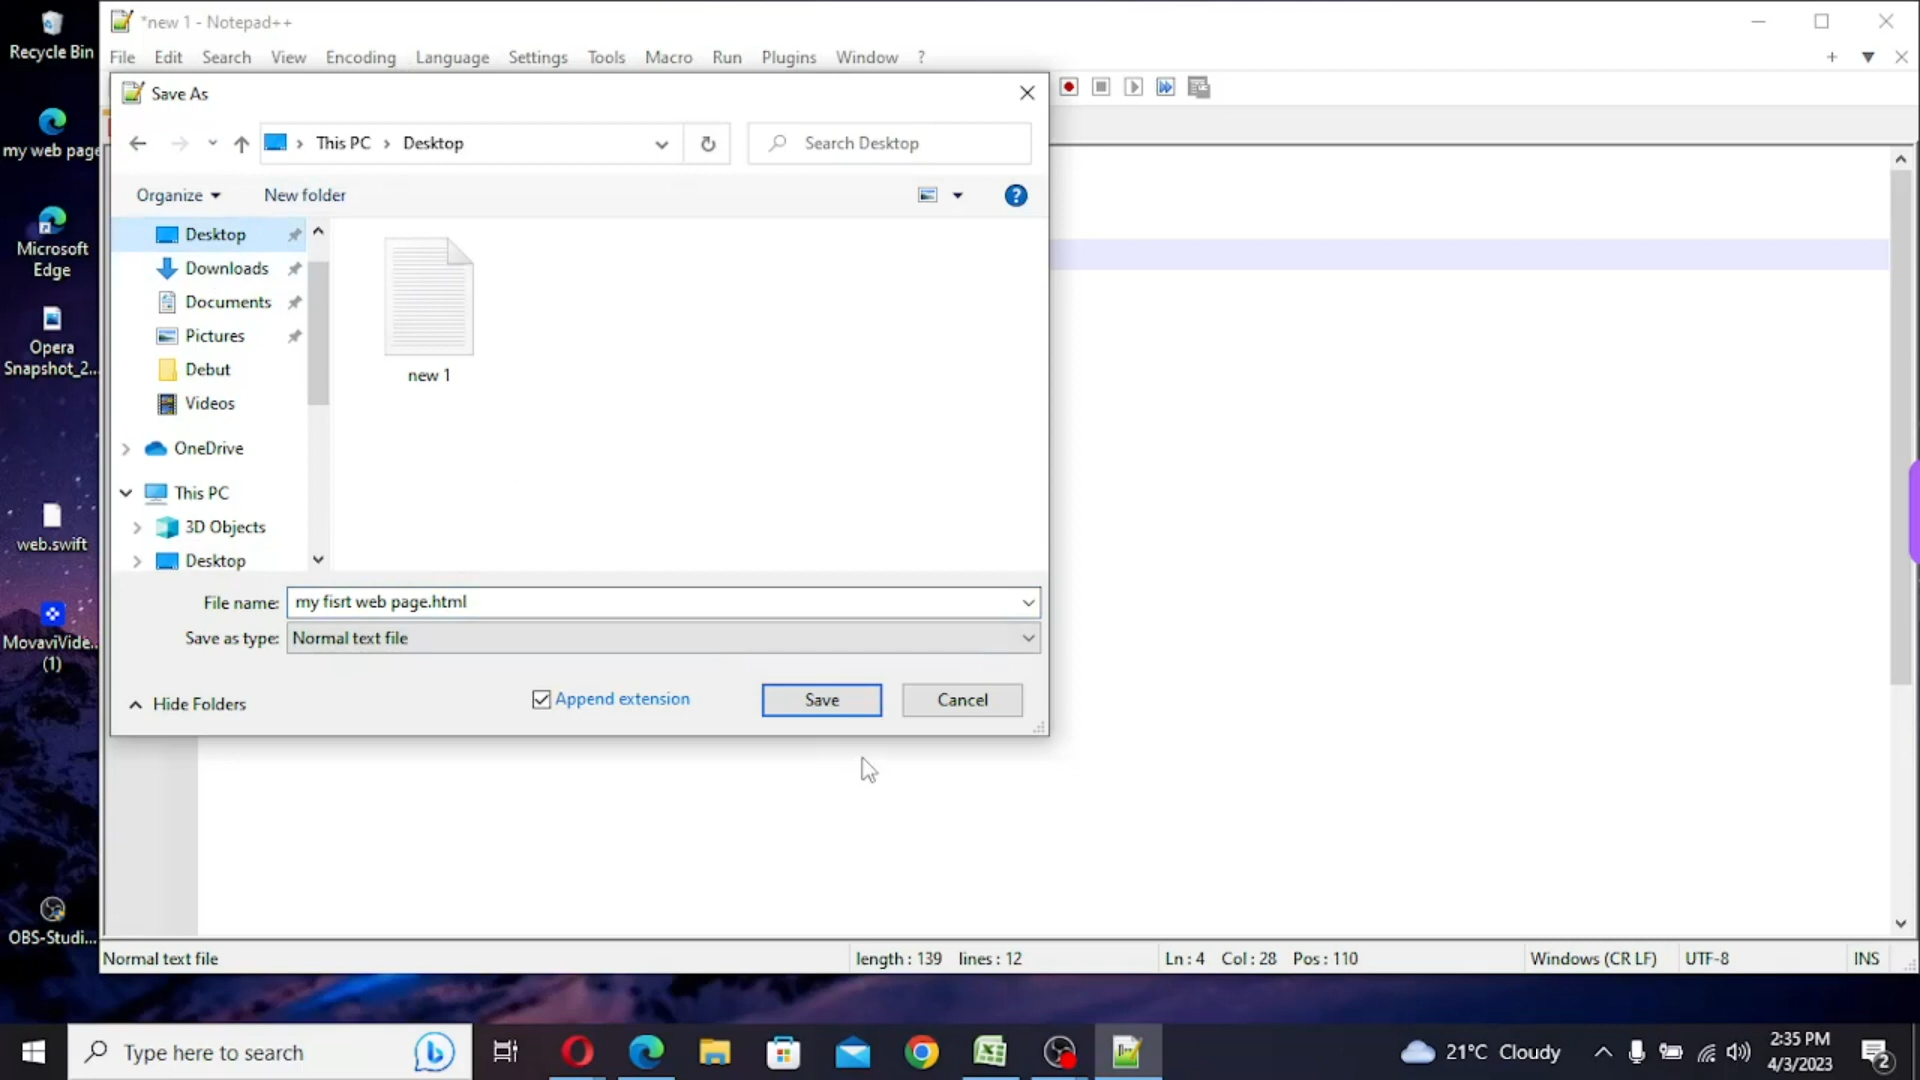 Recycle Bin
my web page
Microsoft
Edge
Opera
Snapshot_2...
web.swift
MovaviVide...
(1)
OBS-Studi...
*new 1 - Notepad++
File Edit Search View Encoding Language Settings Tools Macro Run Plugins Window ?
Save As
This PC > Desktop
Search Desktop
Organize
New folder
Desktop
Downloads
Documents
Pictures
Debut
Videos
OneDrive
This PC
3D Objects
Desktop
new 1
File name: my fisrt web page.html
Save as type: Normal text file
Hide Folders
Append extension
Save
Cancel
Normal text file
length : 139 lines : 12
Ln : 4 Col : 28 Pos : 110
Windows (CR LF)
UTF-8
INS
Type here to search
21°C Cloudy
2:35 PM
4/3/2023
2